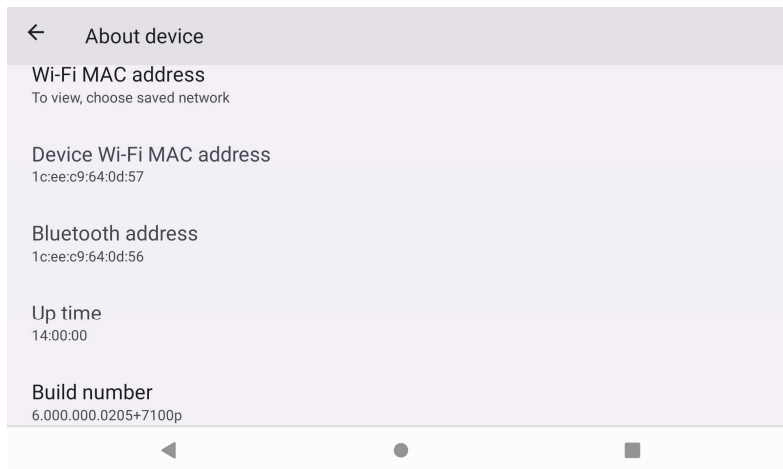 About device
Wi-Fi MAC address
To view, choose saved network
Device Wi-Fi MAC address
1c:ee:c9:64:0d:57
Bluetooth address
1c:ee:c9:64:0d:56
Up time
14:00:00
Build number
6.000.000.0205+7100p